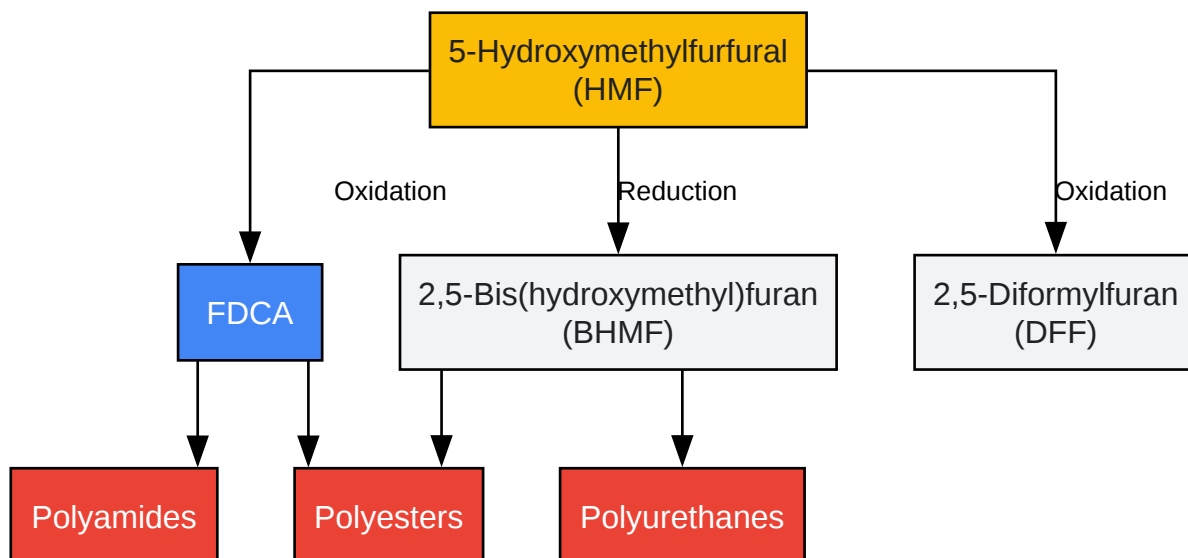 5-Hydroxymethylfurfural
(HMF)
Oxidation
Reduction
Oxidation
FDCA
2,5-Bis(hydroxymethyl)furan
(BHMF)
2,5-Diformylfuran
(DFF)
Polyamides
Polyesters
Polyurethanes